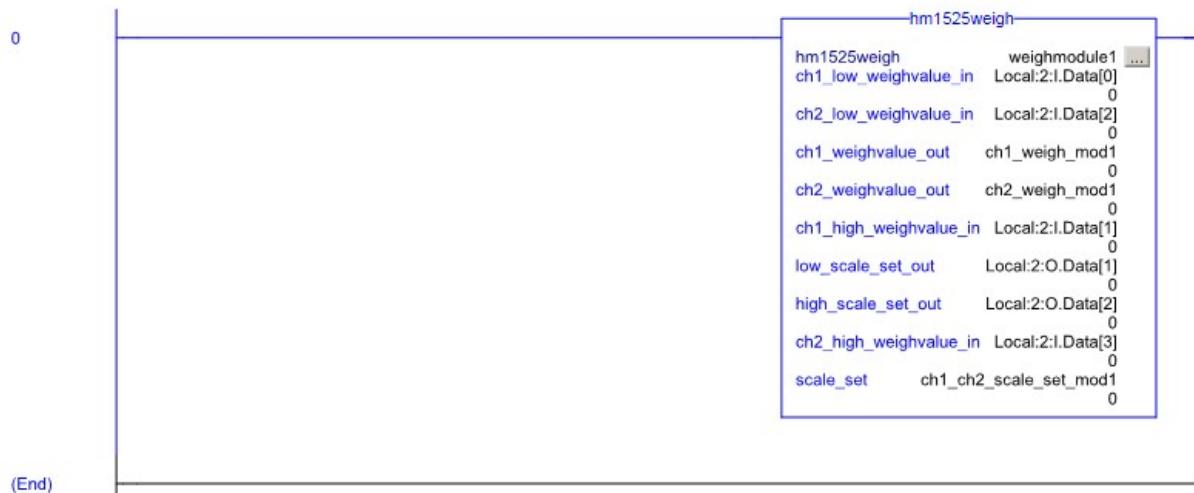 hm1525weigh
0
hm1525weigh weighmodule1 ...
ch1_low_weighvalue_in Local:2:I.Data[0]
0
ch2_low_weighvalue_in Local:2:I.Data[2]
0
ch1_weighvalue_out ch1_weigh_mod1
0
ch2_weighvalue_out ch2_weigh_mod1
0
ch1_high_weighvalue_in Local:2:I.Data[1]
0
low_scale_set_out Local:2:O.Data[1]
0
high_scale_set_out Local:2:O.Data[2]
0
ch2_high_weighvalue_in Local:2:I.Data[3]
0
scale_set ch1_ch2_scale_set_mod1
0
(End)